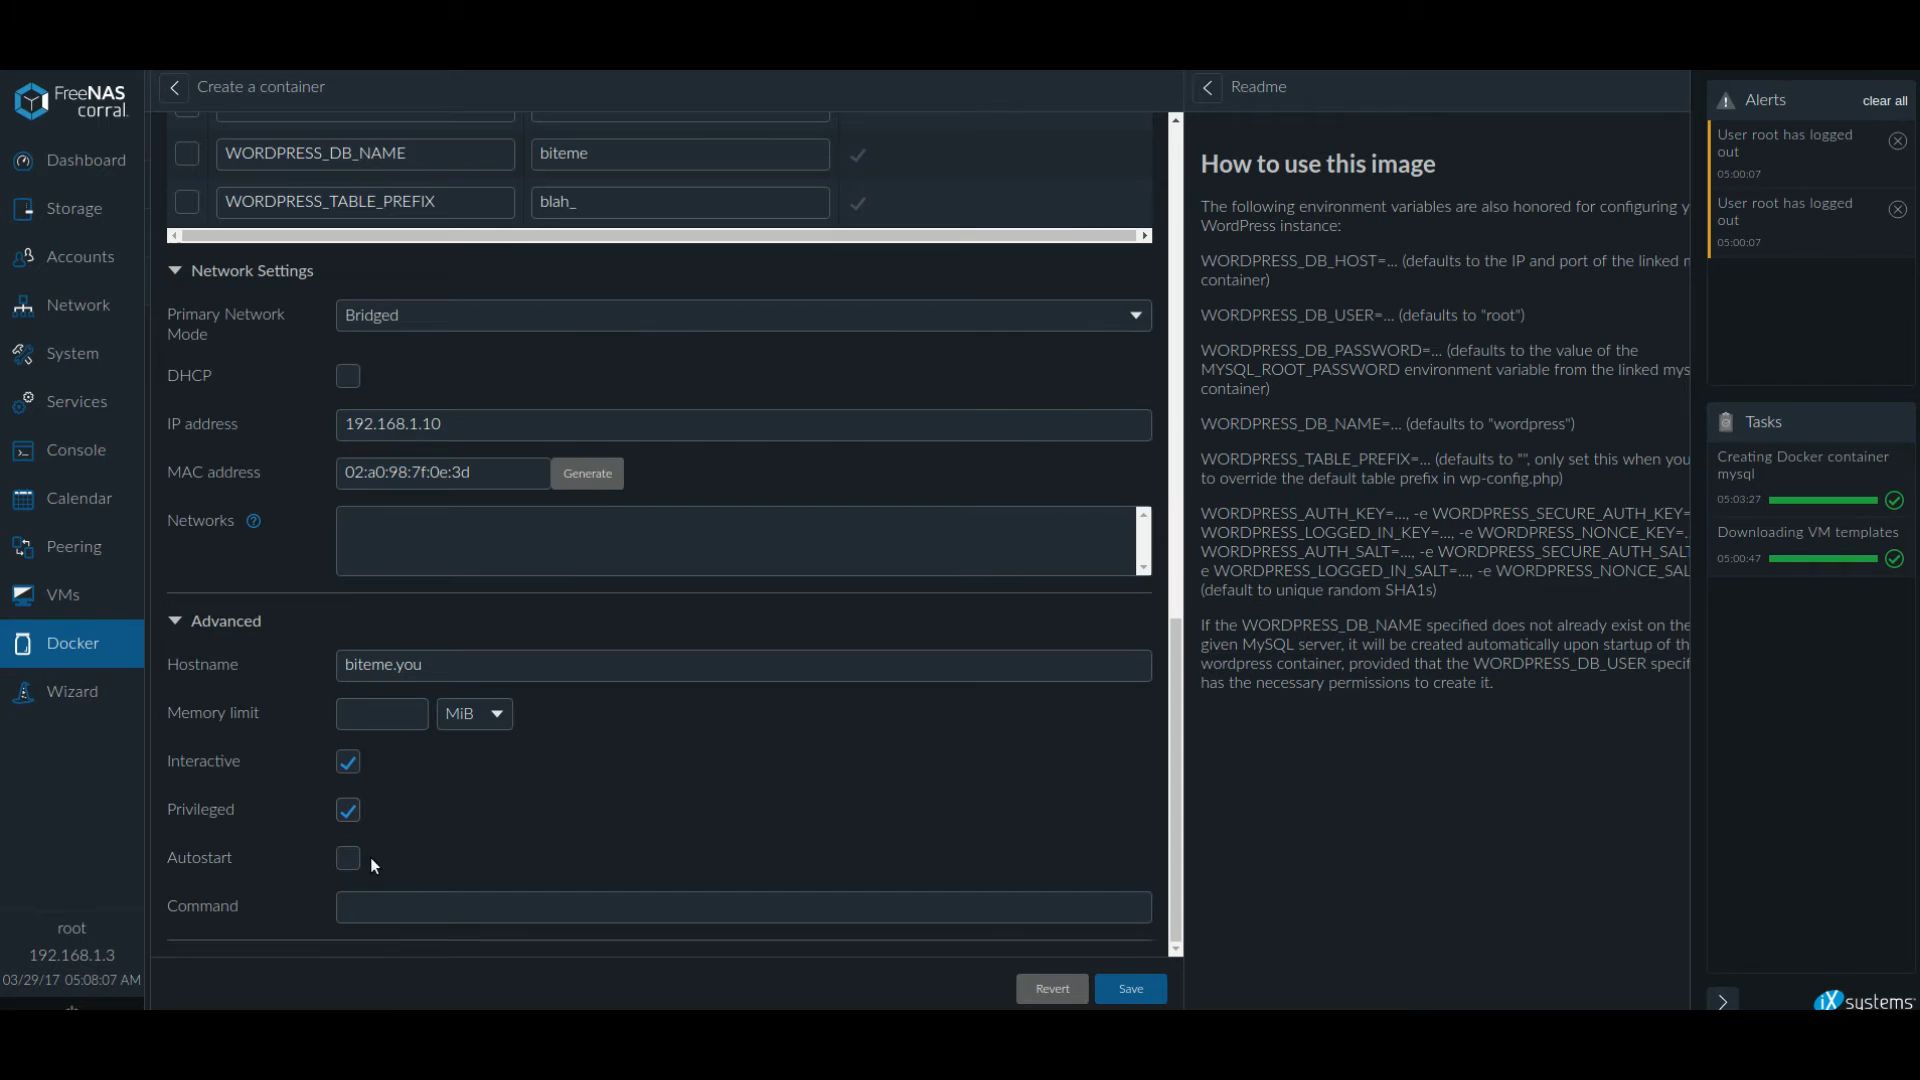 FreeNAS
corral.
Dashboard
Storage
Accounts
Network
System
Services
Console
Calendar
Peering
VMs
Docker
Wizard
root
192.168.1.3
03/29/17 05:08:07 AM
Create a container
WORDPRESS_DB_NAME
biteme
WORDPRESS_TABLE_PREFIX
blah_
Network Settings
Primary Network
Mode
Bridged
DHCP
IP address
192.168.1.10
MAC address
02:a0:98:7f:0e:3d
Generate
Networks
Advanced
Hostname
biteme.you
Memory limit
MiB
Interactive
Privileged
Autostart
Command
Revert
Save
Readme
How to use this image
The following environment variables are also honored for configuring y
WordPress instance:
WORDPRESS_DB_HOST=... (defaults to the IP and port of the linked
container)
WORDPRESS_DB_USER=... (defaults to "root")
WORDPRESS_DB_PASSWORD=... (defaults to the value of the
MYSQL_ROOT_PASSWORD environment variable from the linked mys
container)
WORDPRESS_DB_NAME=... (defaults to "wordpress")
WORDPRESS_TABLE_PREFIX=... (defaults to "", only set this when you
to override the default table prefix in wp-config.php)
WORDPRESS_AUTH_KEY=..., -e WORDPRESS_SECURE_AUTH_KEY=
WORDPRESS_LOGGED_IN_KEY=..., -e WORDPRESS_NONCE_KEY=..
WORDPRESS_AUTH_SALT=..., -e WORDPRESS_SECURE_AUTH_SALT
e WORDPRESS_LOGGED_IN_SALT=..., -e WORDPRESS_NONCE_SAL
(default to unique random SHA1s)
If the WORDPRESS_DB_NAME specified does not already exist on the
given MySQL server, it will be created automatically upon startup of the
wordpress container, provided that the WORDPRESS_DB_USER specif
has the necessary permissions to create it.
Alerts
clear all
User root has logged
out
05:00:07
User root has logged
out
05:00:07
Tasks
Creating Docker container
mysql
05:03:27
Downloading VM templates
05:00:47
iXsystems